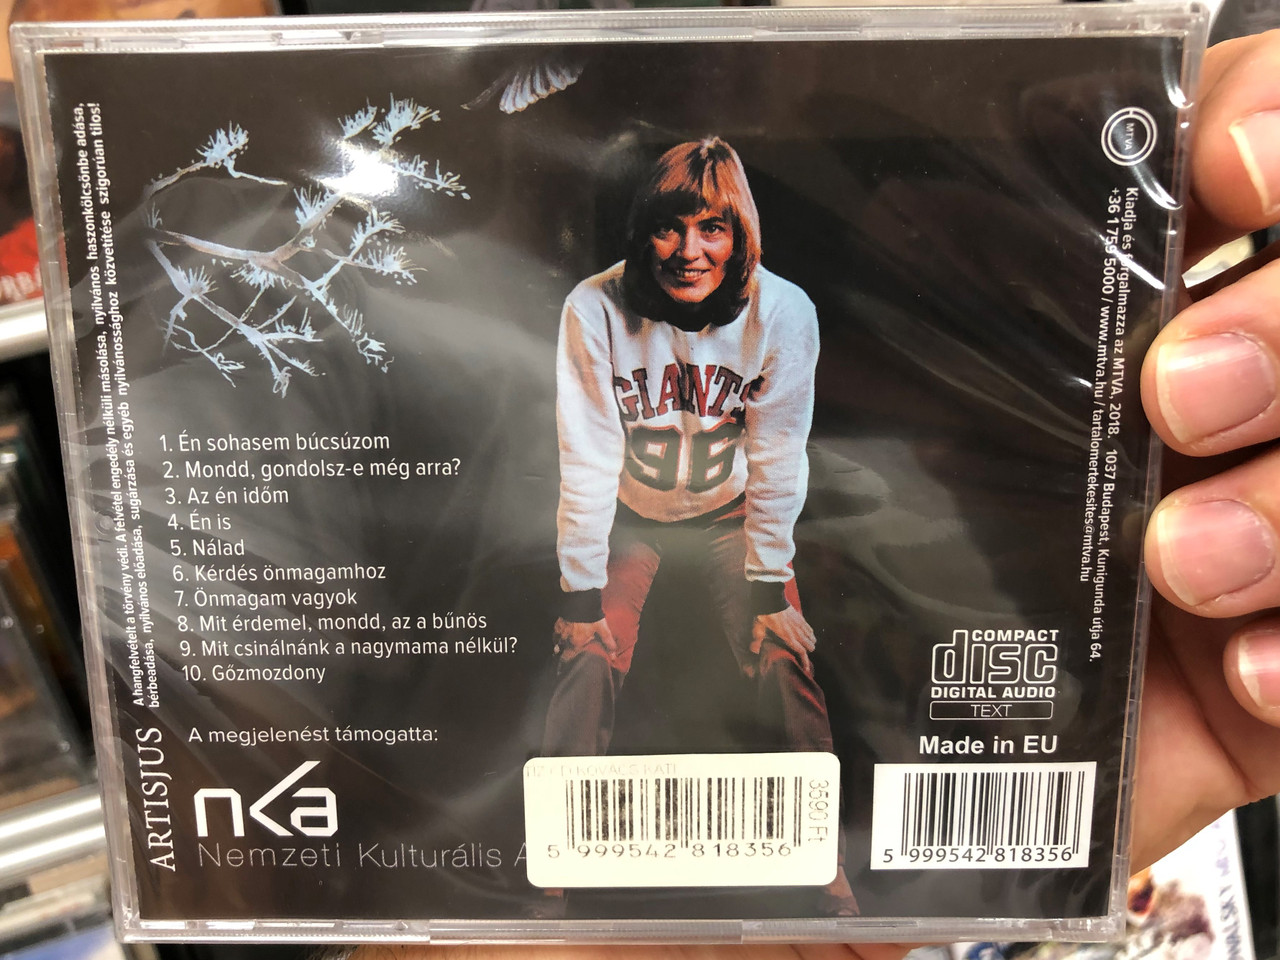 A hangfelvételt a törvény védi. A felvétel engedély nélküli másolása, nyilvános haszonkölcsönbe adása,
bérbeadása, nyilvános előadása, sugárzása és egyéb nyilvánossághoz közvetítése szigorúan tilos!
ARTISJUS
GIANTS
96
1. Én sohasem búcsúzom
2. Mondd, gondolsz-e még arra?
3. Az én időm
4. Én is
5. Nálad
6. Kérdés önmagamhoz
7. Önmagam vagyok
8. Mit érdemel, mondd, az a bűnös
9. Mit csinálnánk a nagymama nélkül?
10. Gőzmozdony
A megjelenést támogatta:
nka
Nemzeti Kulturális A
KOVÁCS KATI
3590 Ft
5 999542 818356
MTVA
Kiadja és forgalmazza az MTVA, 2018. 1037 Budapest, Kunigunda útja 64.
+36 1 759 5000 / www.mtva.hu / tartalomertekesites@mtva.hu
COMPACT
disc
DIGITAL AUDIO
TEXT
Made in EU
5 999542 818356